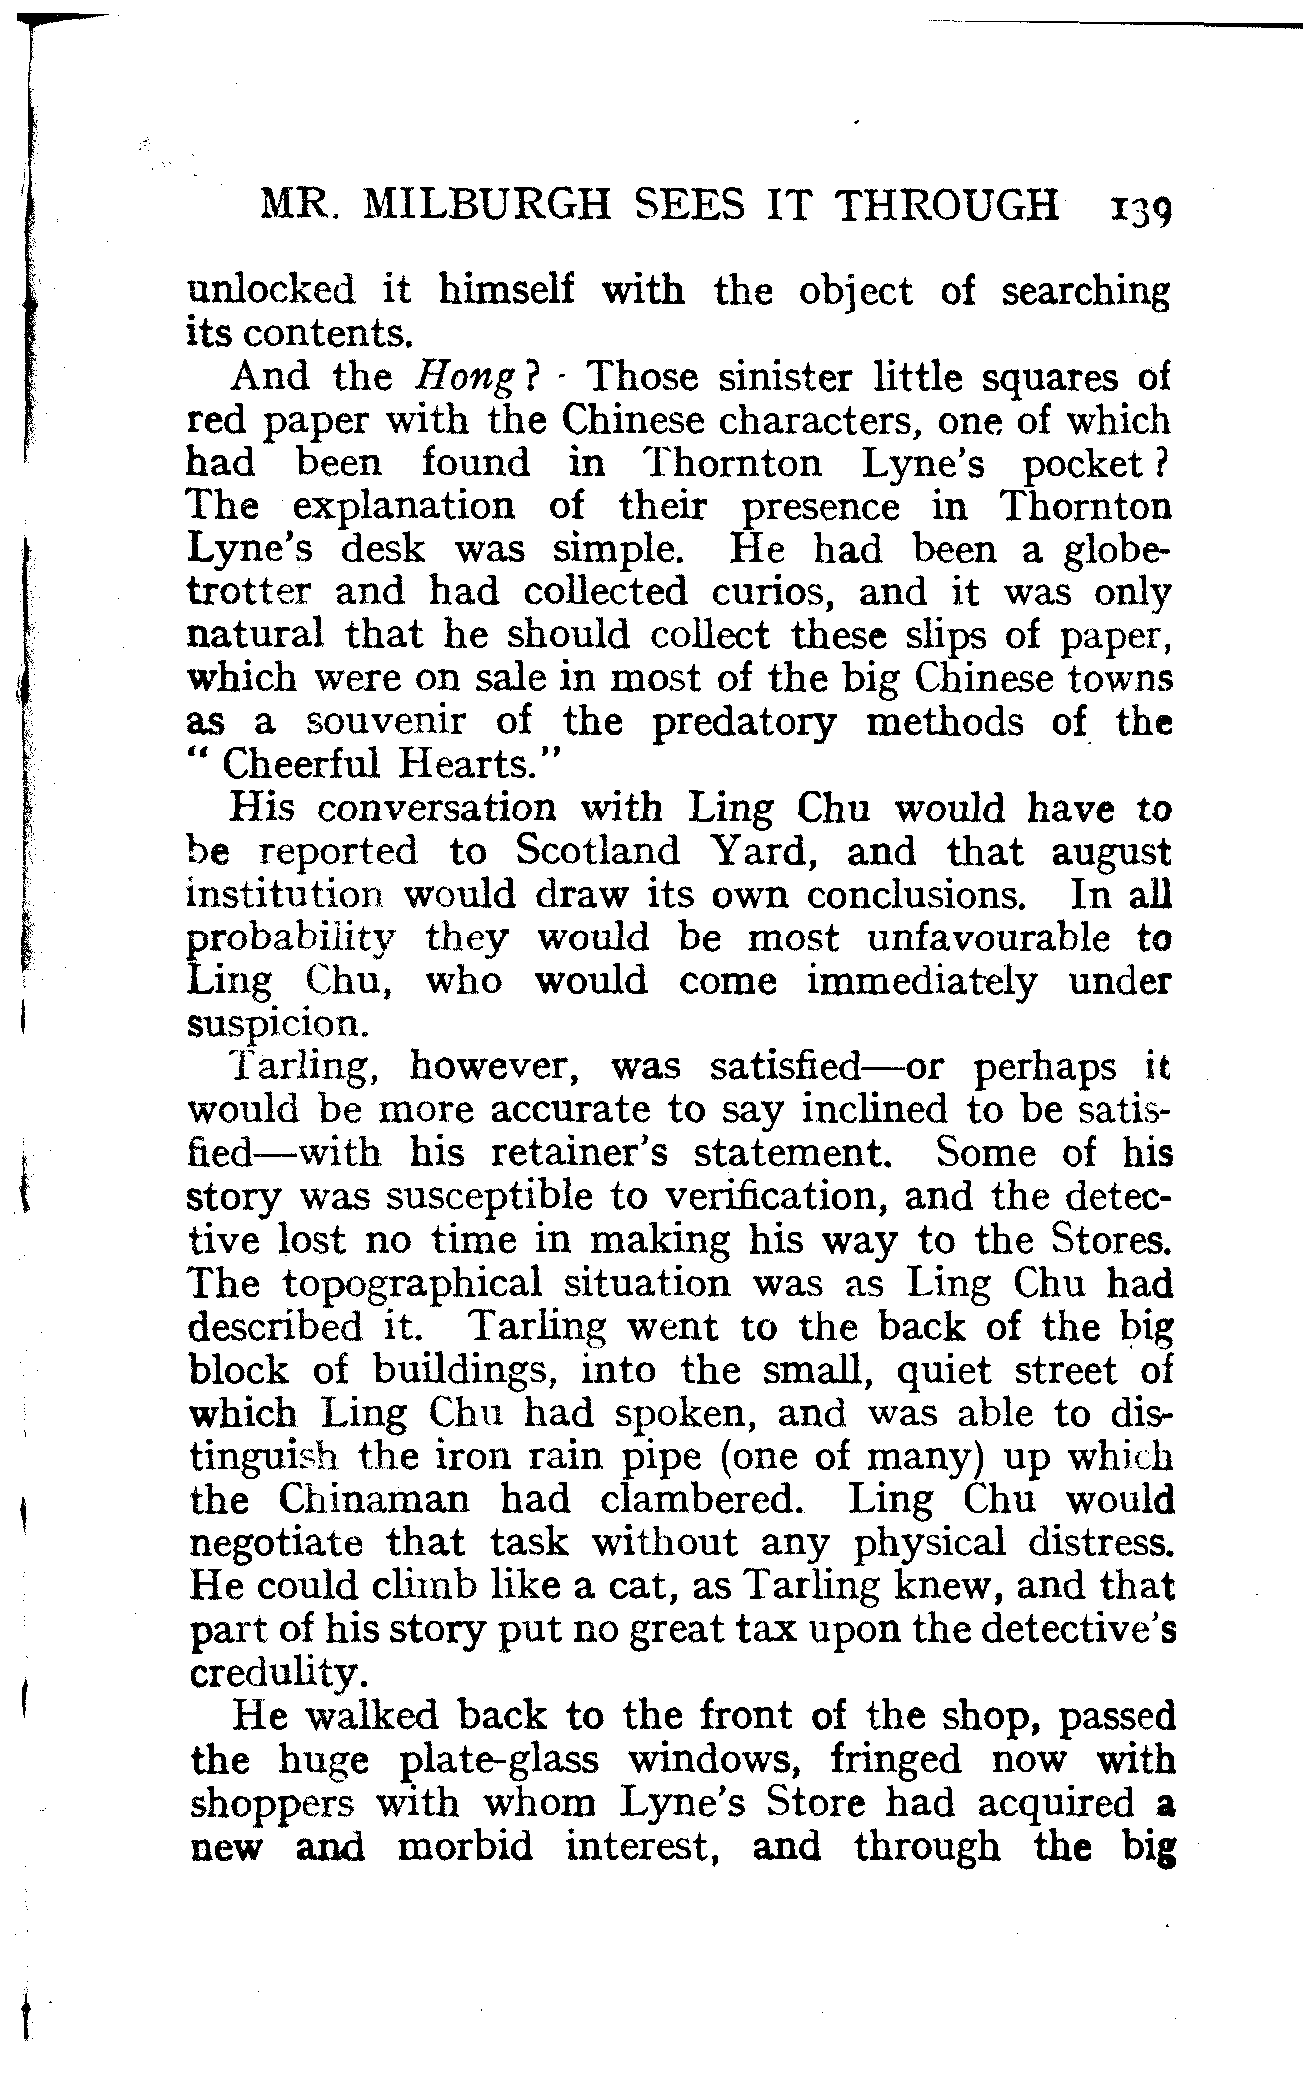 MR. MILBURGH SEES IT THROUGH 139
unlocked it himself with the object of searching
its contents.
And the Hong? Those sinister little squares of
red paper with the Chinese characters, one of which
had been found in Thornton Lyne's pocket?
The explanation of their presence in Thornton
Lyne's desk was simple. He had been a globe-
trotter and had collected curios, and it was only
natural that he should collect these slips of paper,
which were on sale in most of the big Chinese towns
as a souvenir of the predatory methods of the
" Cheerful Hearts."
His conversation with Ling Chu would have to
be reported to Scotland Yard, and that august
institution would draw its own conclusions. In all
probability they would be most unfavourable to
Ling Chu, who would come immediately under
suspicion.
Tarling, however, was satisfied—or perhaps it
would be more accurate to say inclined to be satis-
fied—with his retainer's statement. Some of his
story was susceptible to verification, and the detec-
tive lost no time in making his way to the Stores.
The topographical situation was as Ling Chu had
described it. Tarling went to the back of the big
block of buildings, into the small, quiet street of
which Ling Chu had spoken, and was able to dis-
tinguish the iron rain pipe (one of many) up which
the Chinaman had clambered. Ling Chu would
negotiate that task without any physical distress.
He could climb like a cat, as Tarling knew, and that
part of his story put no great tax upon the detective's
credulity.
He walked back to the front of the shop, passed
the huge plate-glass windows, fringed now with
shoppers with whom Lyne's Store had acquired a
new and morbid interest, and through the big